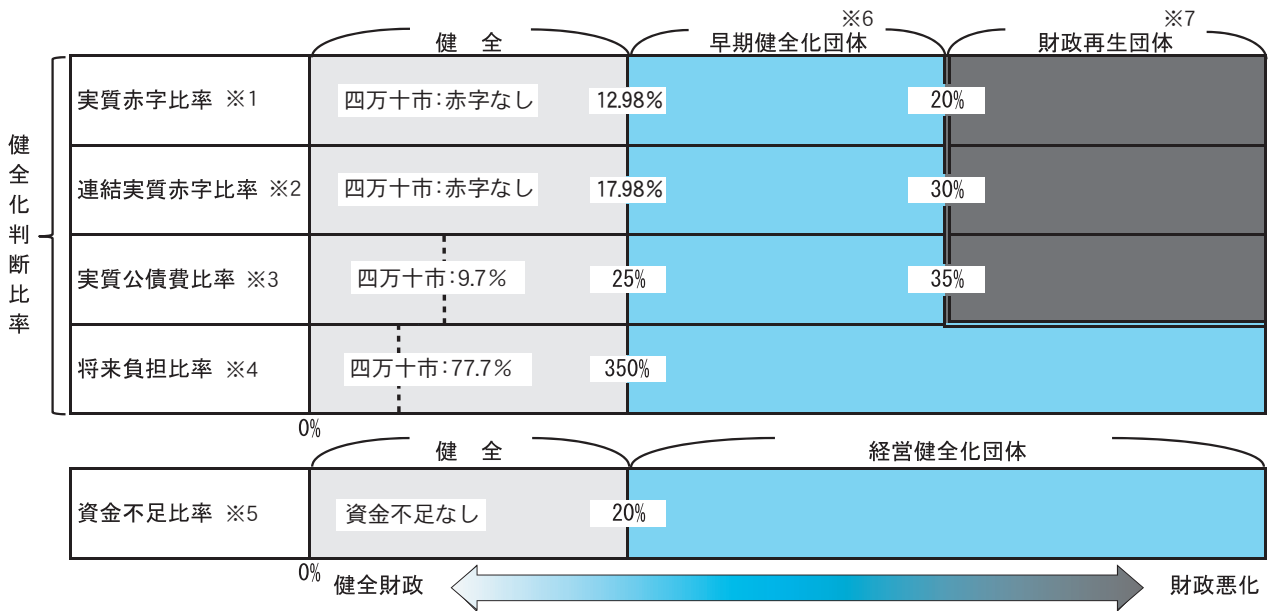 ※6 ※7
健 全 早期健全化団体 財政再生団体
健全化判断比率
実質赤字比率 ※1 四万十市：赤字なし 12.98% 20%
連結実質赤字比率 ※2 四万十市：赤字なし 17.98% 30%
実質公債費比率 ※3 四万十市：9.7% 25% 35%
将来負担比率 ※4 四万十市：77.7% 350%
0%
健 全 経営健全化団体
資金不足比率 ※5 資金不足なし 20%
0%
健全財政 財政悪化